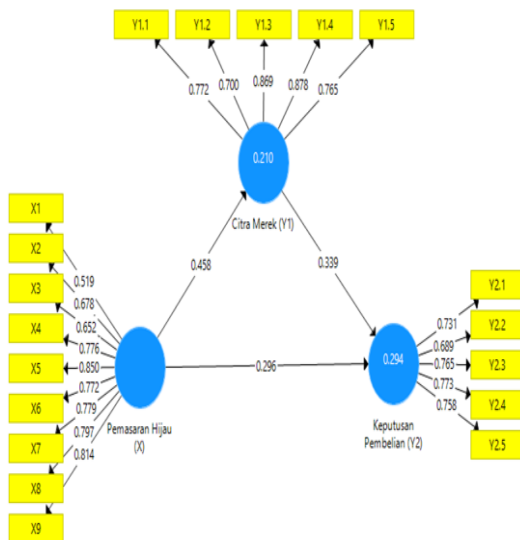 Y1.1 Y1.2 Y1.3 Y1.4 Y1.5
0.772 0.700 0.869 0.878 0.765
0.210
Citra Merek (Y1)
X1
X2
X3
X4
X5
X6
X7
X8
X9
0.519
0.678
0.652
0.776
0.850
0.772
0.779
0.797
0.814
Pemasaran Hijau
(X)
0.458
0.339
0.296
0.294
Keputusan
Pembelian (Y2)
0.731
0.689
0.765
0.773
0.758
Y2.1
Y2.2
Y2.3
Y2.4
Y2.5